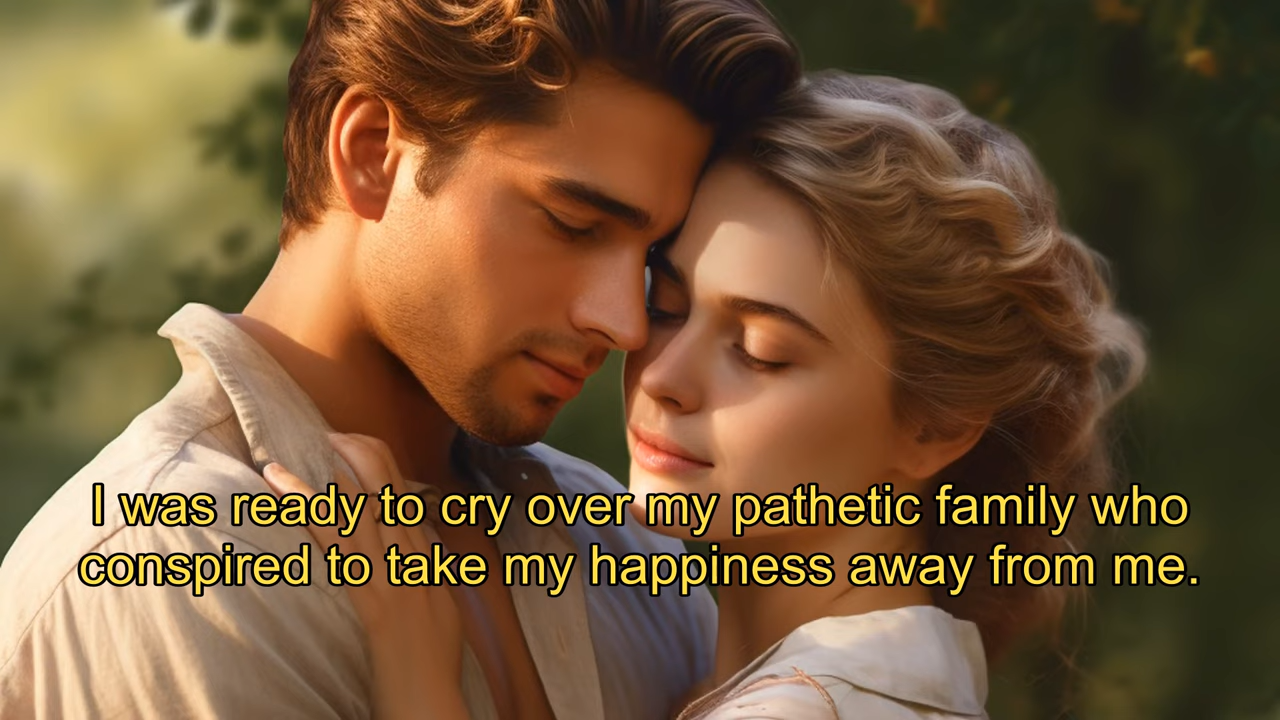 I was ready to cry over my pathetic family who
conspired to take my happiness away from me.